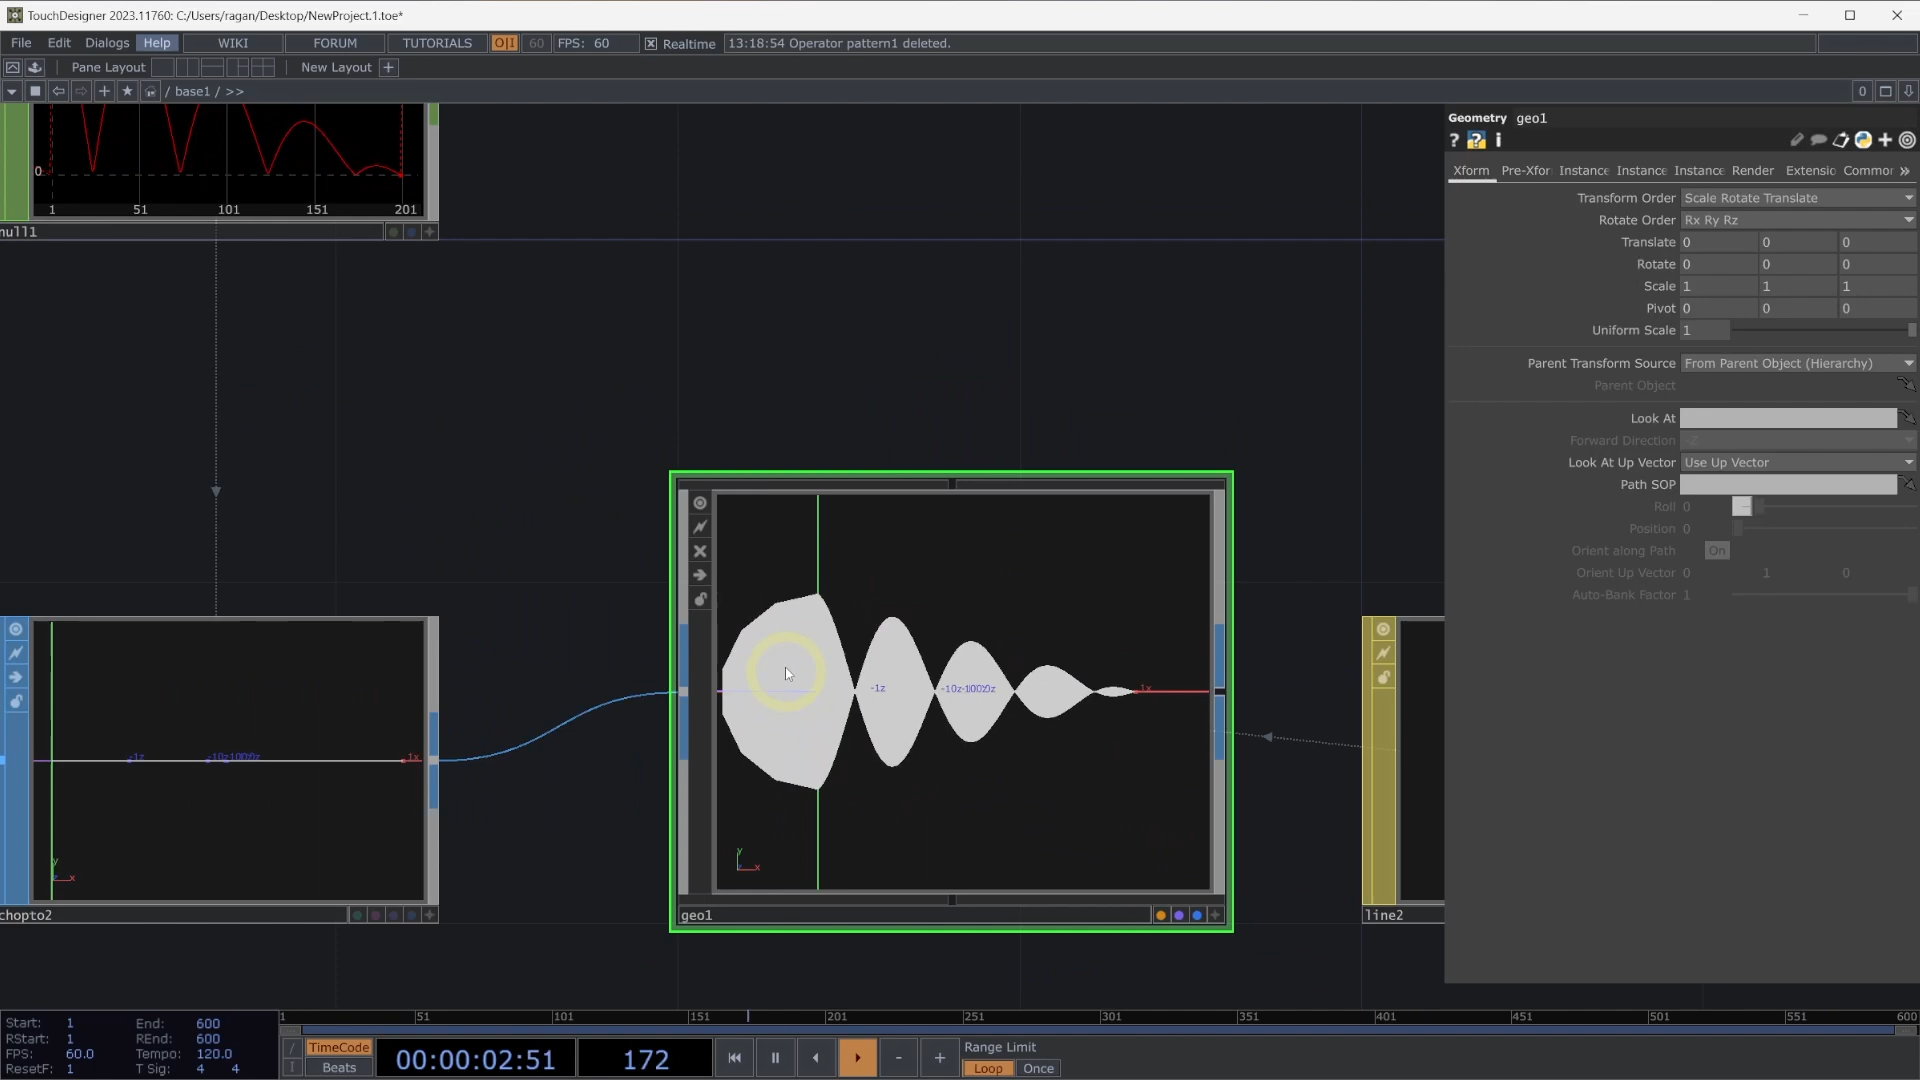 TouchDesigner 2023.11760: C:/Users/ragan/Desktop/NewProject.1.toe*
File Edit Dialogs Help WIKI FORUM TUTORIALS O|I 60 FPS: 60 Realtime 13:18:54 Operator pattern1 deleted.
Pane Layout New Layout +
/ base1 / >> 0
Geometry geo1
? ? i
Xform Pre-Xfor Instance Instance Instance Render Extensio Commor »
Transform Order Scale Rotate Translate
Rotate Order Rx Ry Rz
Translate 0 0 0
Rotate 0 0 0
Scale 1 1 1
Pivot 0 0 0
Uniform Scale 1
Parent Transform Source From Parent Object (Hierarchy)
Parent Object
Look At
Forward Direction -Z
Look At Up Vector Use Up Vector
Path SOP
Roll 0
Position 0
Orient along Path On
Orient Up Vector 0 1 0
Auto-Bank Factor 1
0
1 51 101 151 201
null1
-1z 1x
y
x
chopto2
-1z 1x
y
x
geo1
line2
1 51 101 151 201 251 301 351 401 451 501 551 600
Start: 1 End: 600
RStart: 1 REnd: 600
FPS: 60.0 Tempo: 120.0
ResetF: 1 T Sig: 4 4
TimeCode
Beats
00:00:02:51
172
- +
Range Limit
Loop Once